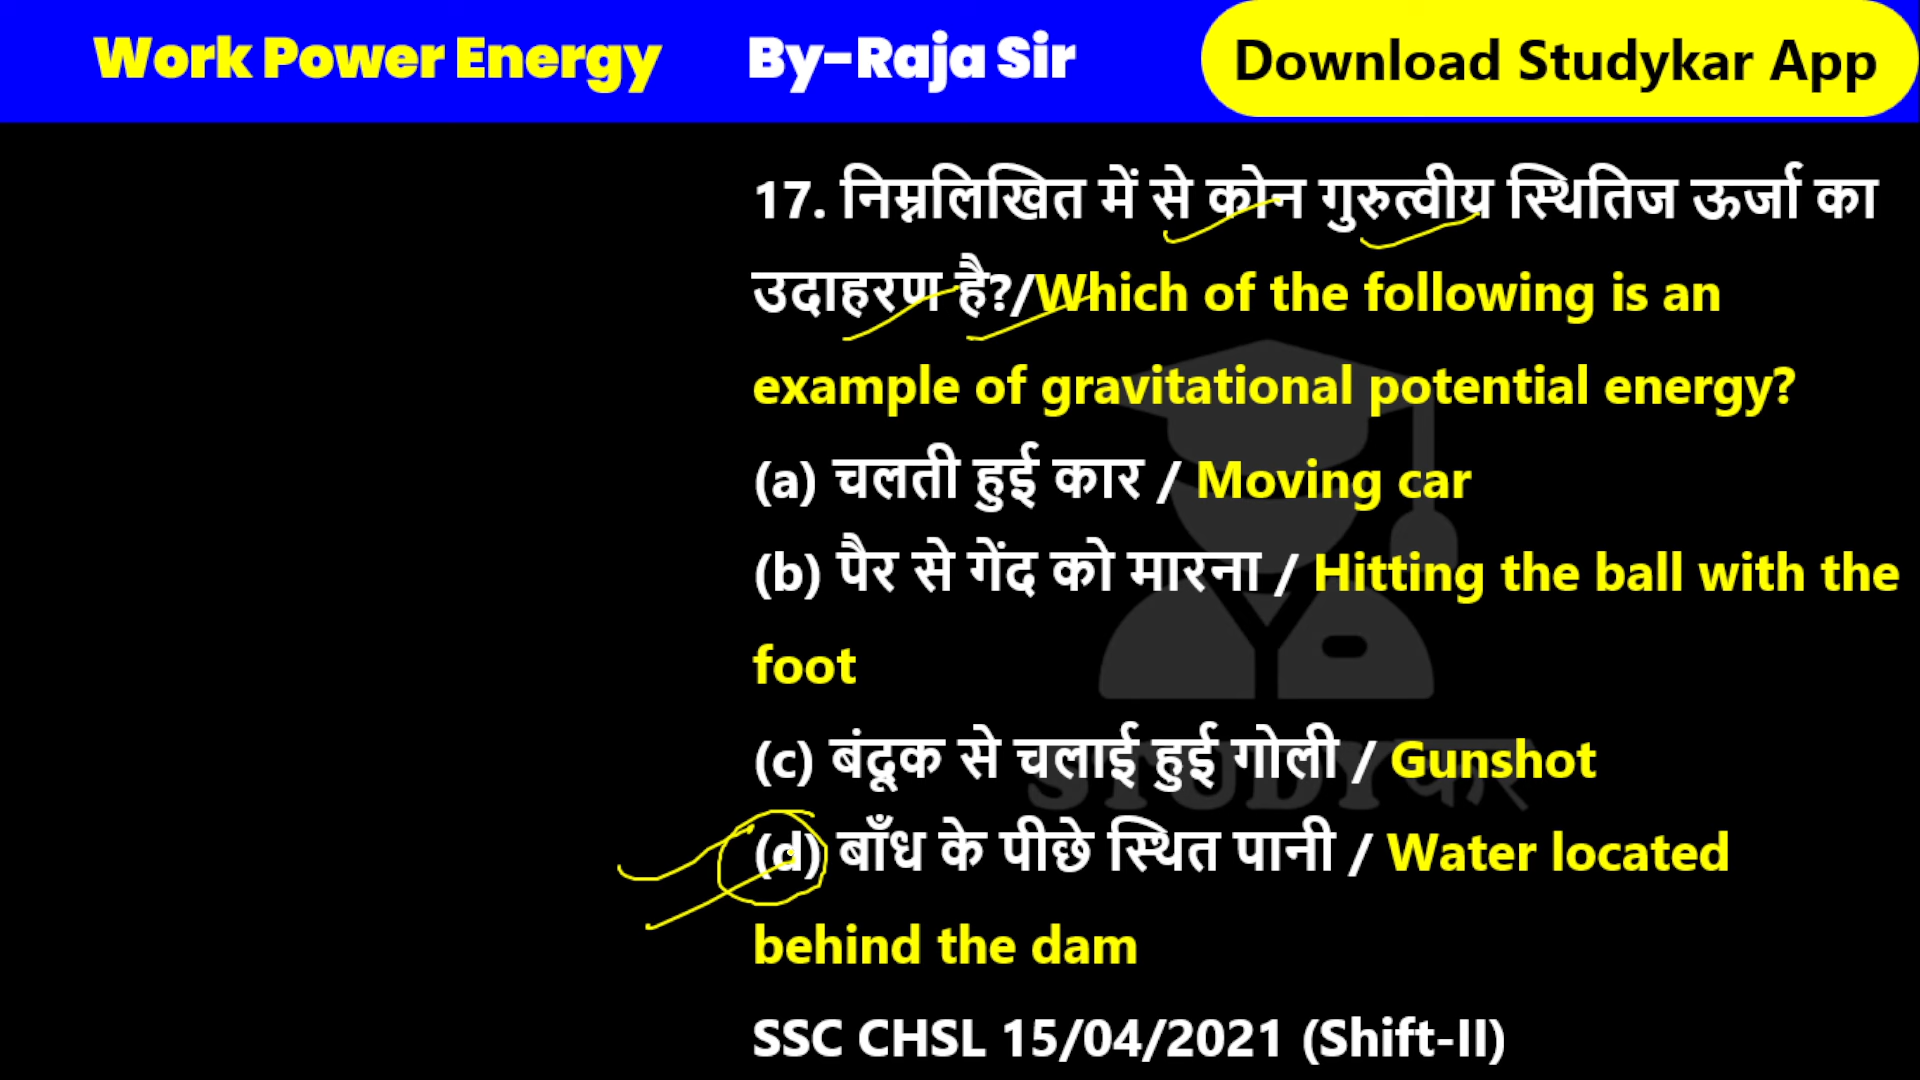 Work Power Energy By-Raja Sir Download Studykar App
17. निम्नलिखित में से कोन गुरुत्वीय स्थितिज ऊर्जा का
उदाहरण है?/Which of the following is an
example of gravitational potential energy?
(a) चलती हुई कार / Moving car
(b) पैर से गेंद को मारना / Hitting the ball with the
foot
(c) बंदूक से चलाई हुई गोली / Gunshot
(d) बाँध के पीछे स्थित पानी / Water located
behind the dam
SSC CHSL 15/04/2021 (Shift-II)
STUDYकर